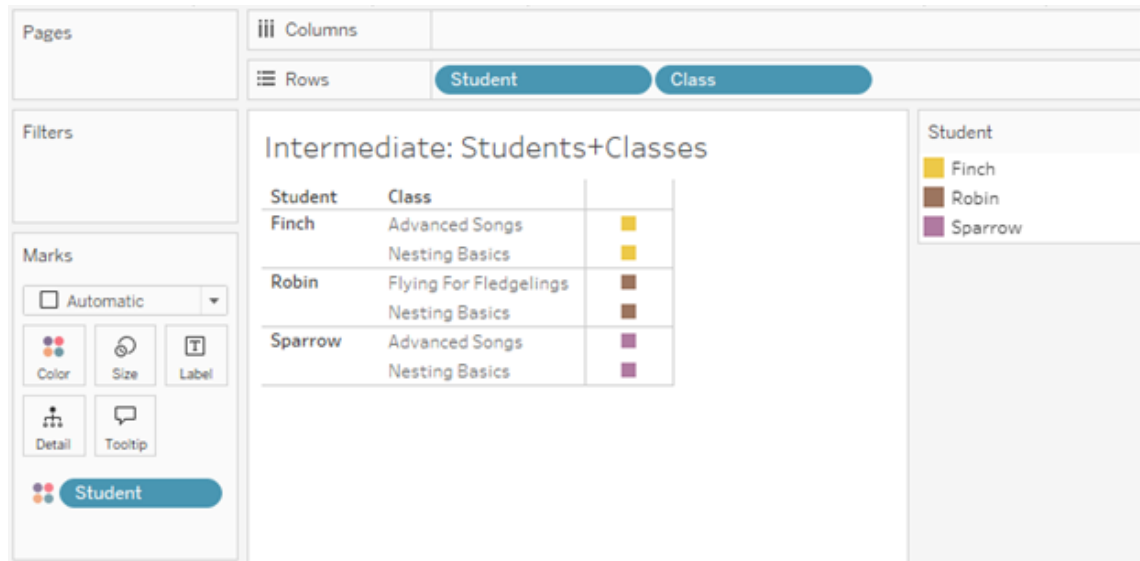 Pages
Columns
Rows Student Class
Filters
Marks
Automatic
Color Size Label
Detail Tooltip
Student
Intermediate: Students+Classes
Student Class
Finch Advanced Songs
Nesting Basics
Robin Flying For Fledgelings
Nesting Basics
Sparrow Advanced Songs
Nesting Basics
Student
Finch
Robin
Sparrow